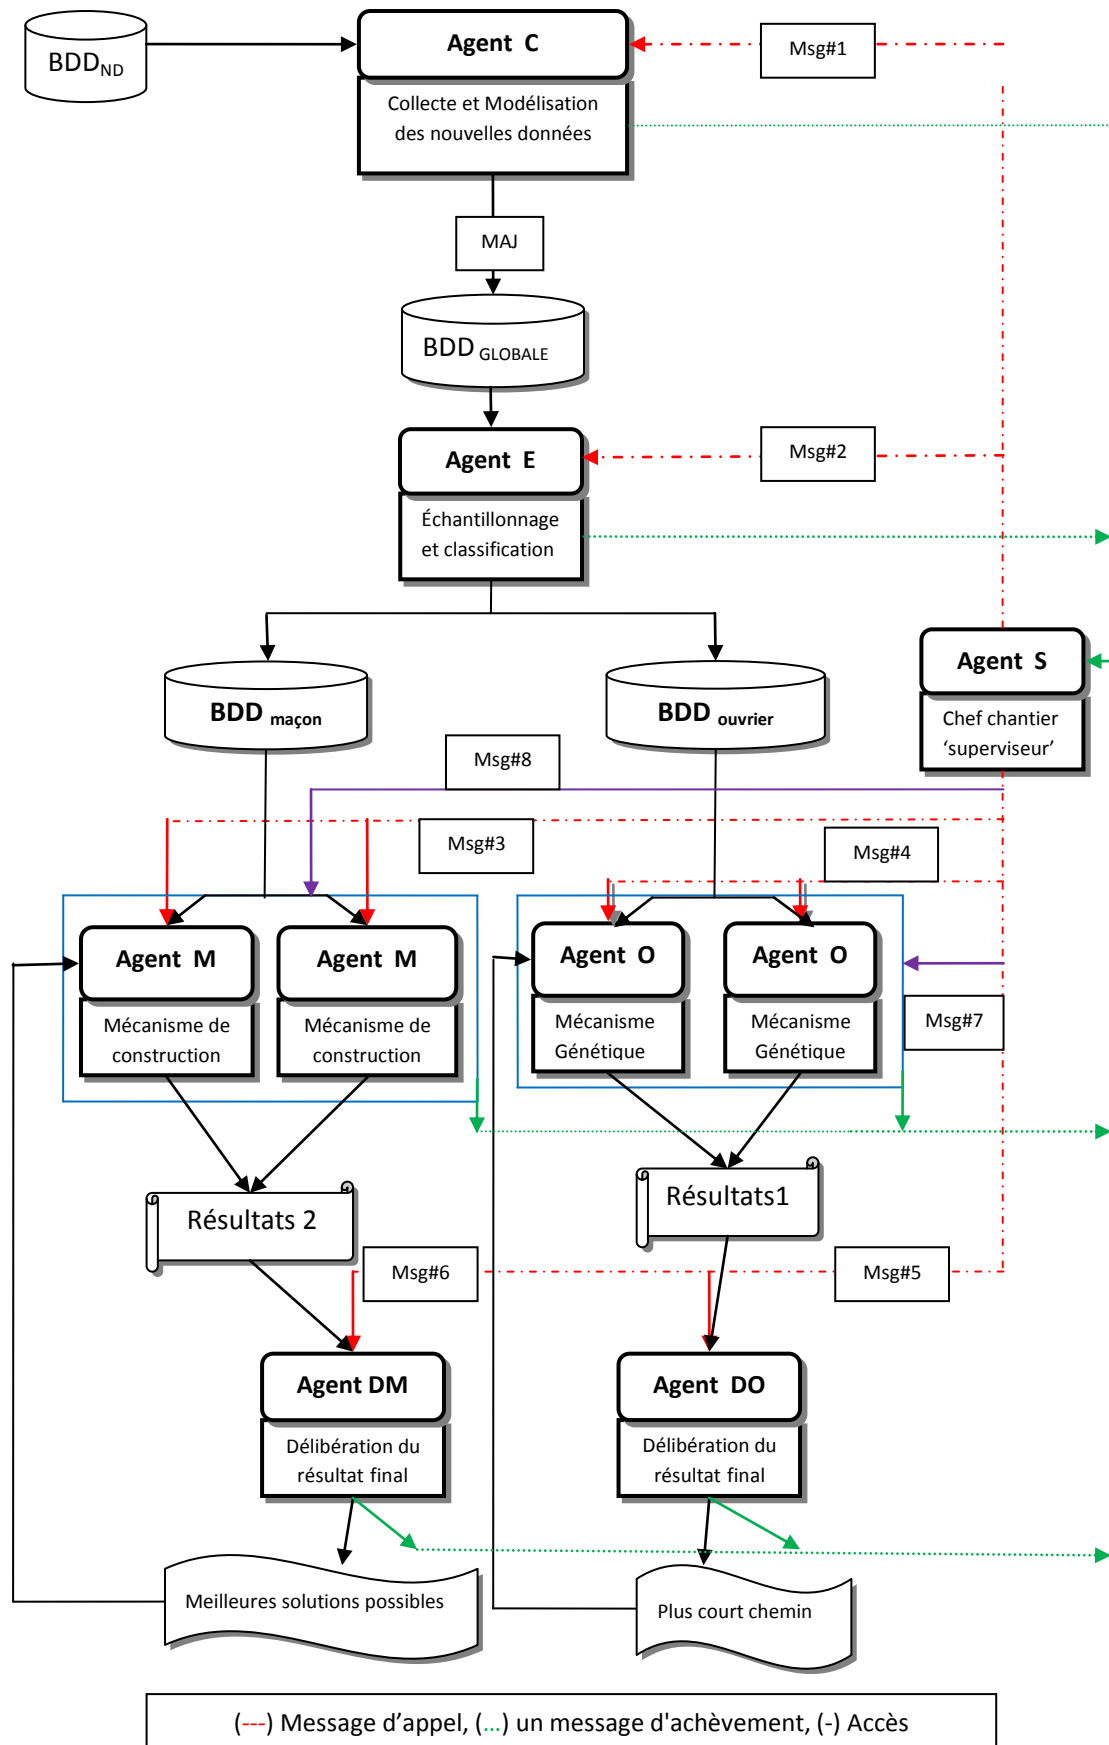 BDD ND
Agent C
Msg#1
Collecte et Modélisation
des nouvelles données
MAJ
BDD GLOBALE
Agent E
Msg#2
Échantillonnage
et classification
Agent S
Chef chantier
‘superviseur’
BDD maçon
BDD ouvrier
Msg#8
Msg#3
Msg#4
Agent M
Agent M
Agent O
Agent O
Mécanisme de
construction
Mécanisme de
construction
Mécanisme
Génétique
Mécanisme
Génétique
Msg#7
Résultats 2
Résultats1
Msg#6
Msg#5
Agent DM
Agent DO
Délibération du
résultat final
Délibération du
résultat final
Meilleures solutions possibles
Plus court chemin
(---) Message d’appel, (...) un message d'achèvement, (-) Accès